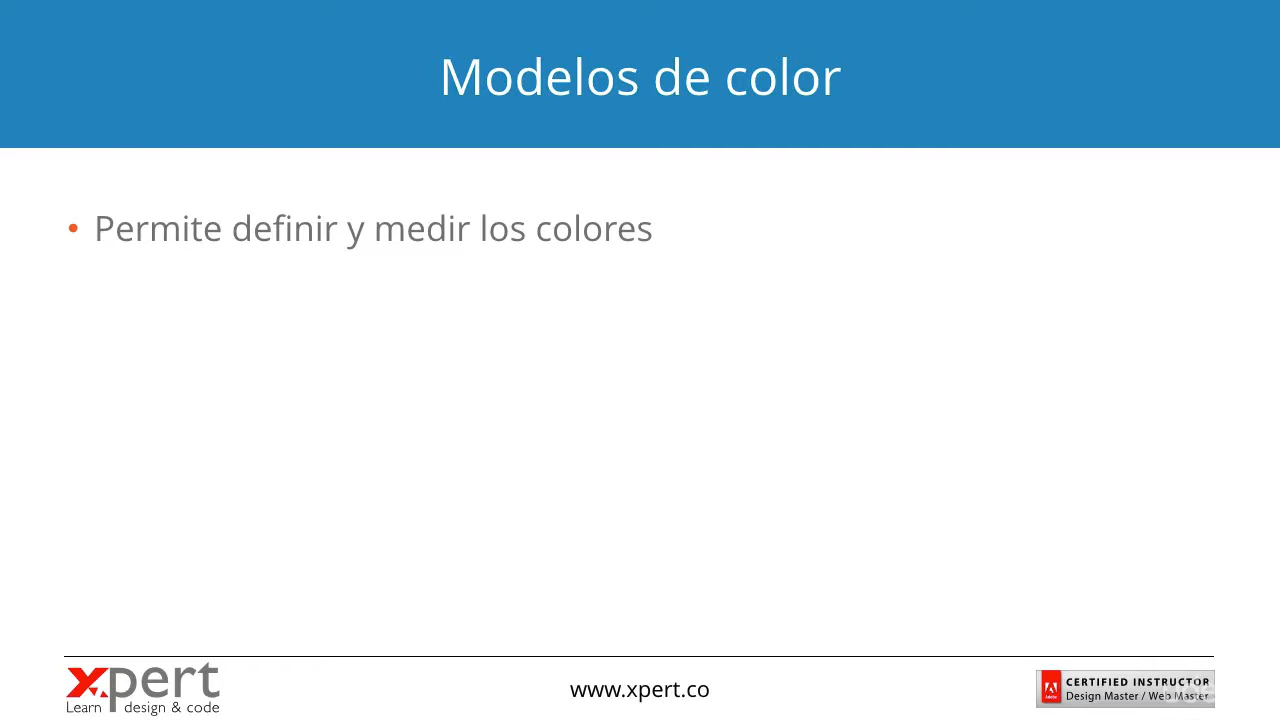 Modelos de color
• Permite definir y medir los colores
xpert
Learn design & code
www.xpert.co
Adobe
CERTIFIED INSTRUCTOR
Design Master / Web Master